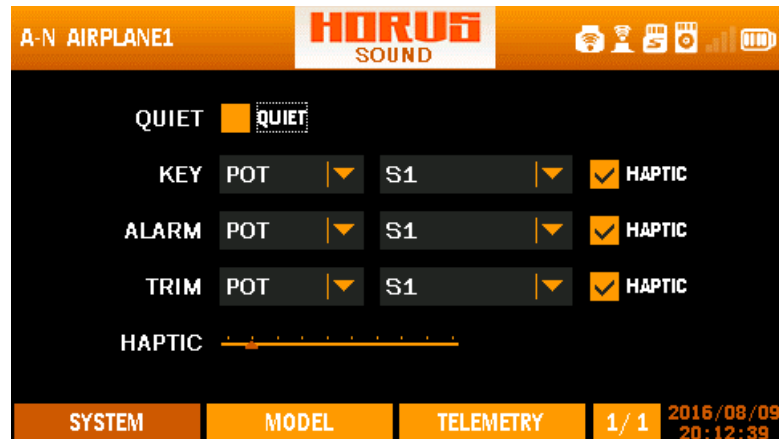 A-N AIRPLANE1
HORUS
SOUND
QUIET QUIET
KEY POT S1 HAPTIC
ALARM POT S1 HAPTIC
TRIM POT S1 HAPTIC
HAPTIC
SYSTEM MODEL TELEMETRY 1/1 2016/08/09
20:12:39